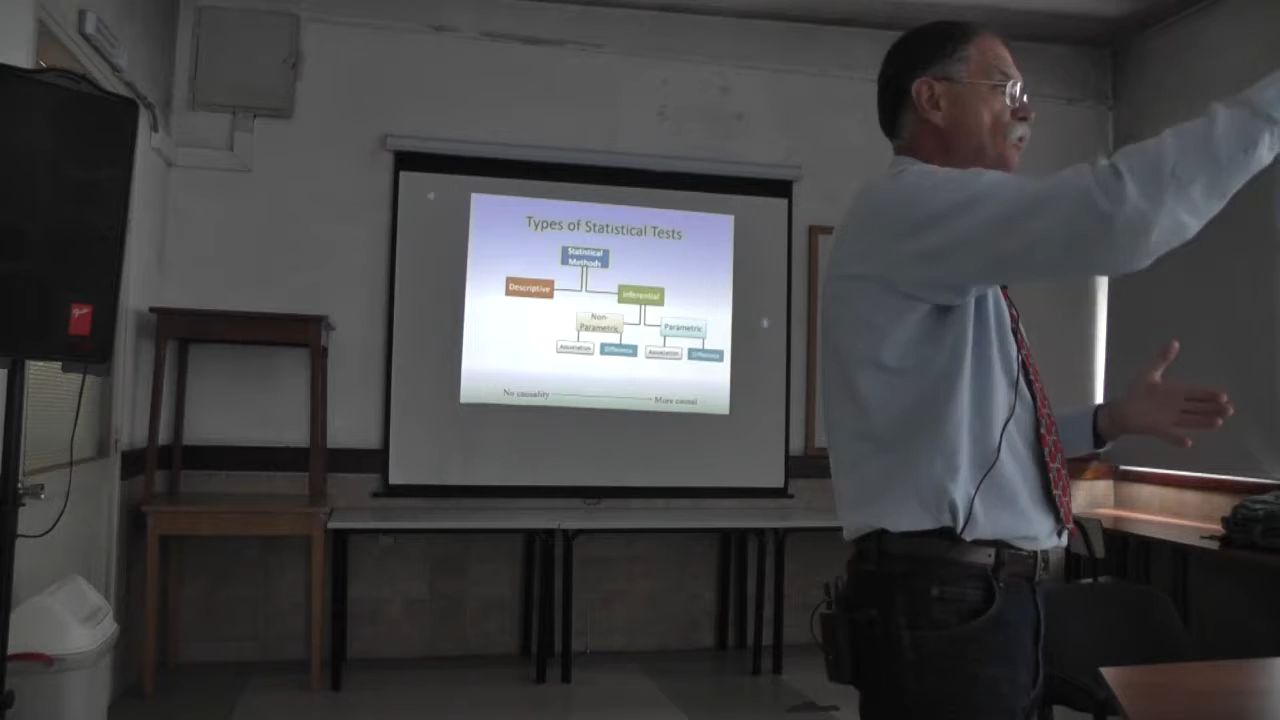 Types of Statistical Tests
Statistical
Methods
Descriptive
Inferential
Non-
Parametric
Parametric
Association
Difference
Association
Difference
No causality
More causal
Fender